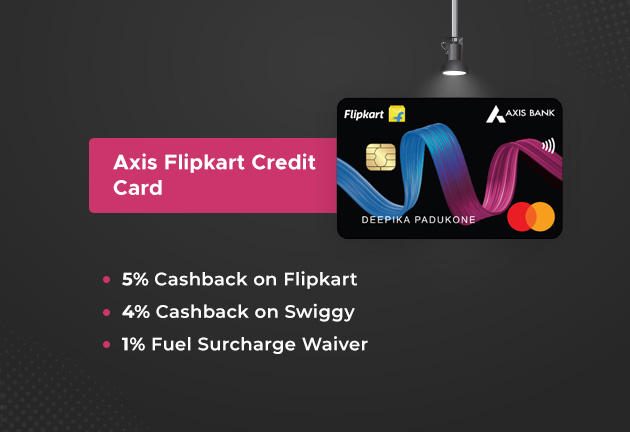 Flipkart
AXIS BANK
Axis Flipkart Credit
Card
DEEPIKA PADUKONE
5% Cashback on Flipkart
4% Cashback on Swiggy
1% Fuel Surcharge Waiver